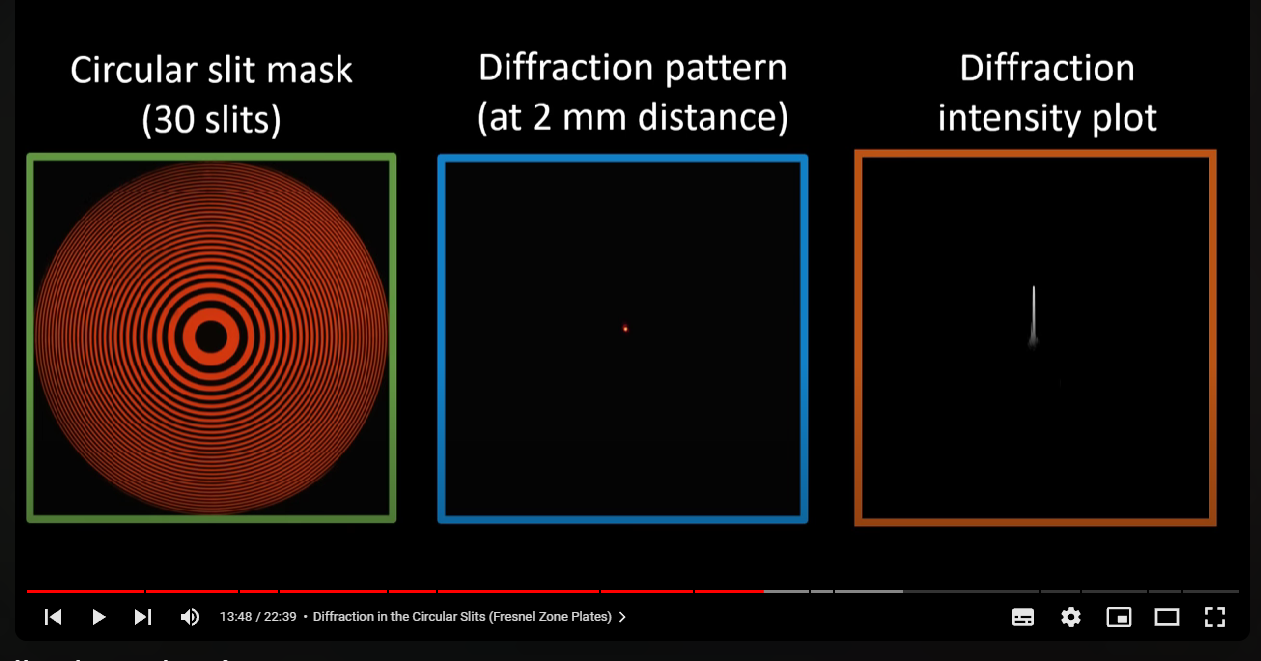 Circular slit mask
(30 slits)
Diffraction pattern
(at 2 mm distance)
Diffraction
intensity plot
13:48 / 22:39 • Diffraction in the Circular Slits (Fresnel Zone Plates)